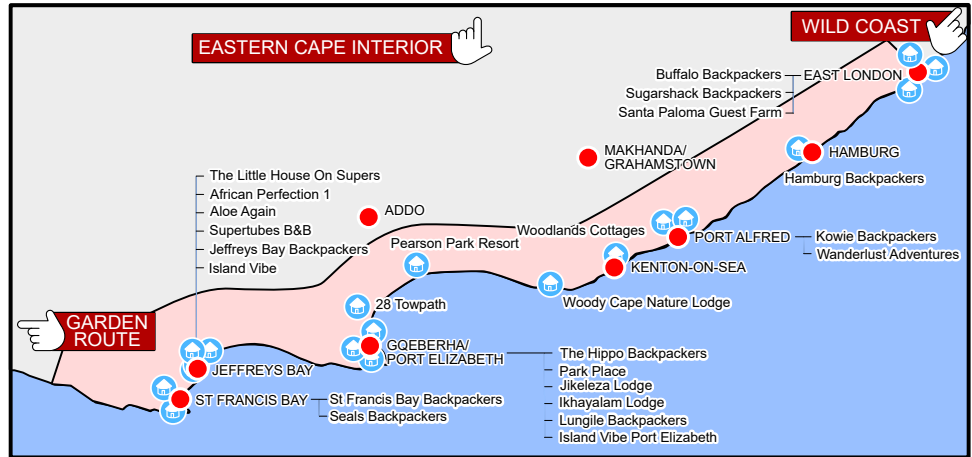 WILD COAST
EASTERN CAPE INTERIOR
Buffalo Backpackers
EAST LONDON
Sugarshack Backpackers
Santa Paloma Guest Farm
MAKHANDA/
GRAHAMSTOWN
HAMBURG
Hamburg Backpackers
The Little House On Supers
African Perfection 1
Aloe Again
Supertubes B&B
Jeffreys Bay Backpackers
Island Vibe
ADDO
Pearson Park Resort
Woodlands Cottages
PORT ALFRED
Kowie Backpackers
Wanderlust Adventures
KENTON-ON-SEA
Woody Cape Nature Lodge
28 Towpath
GARDEN
ROUTE
GQEBERHA/
PORT ELIZABETH
The Hippo Backpackers
Park Place
Jikeleza Lodge
Ikhayalam Lodge
Lungile Backpackers
Island Vibe Port Elizabeth
JEFFREYS BAY
ST FRANCIS BAY
St Francis Bay Backpackers
Seals Backpackers